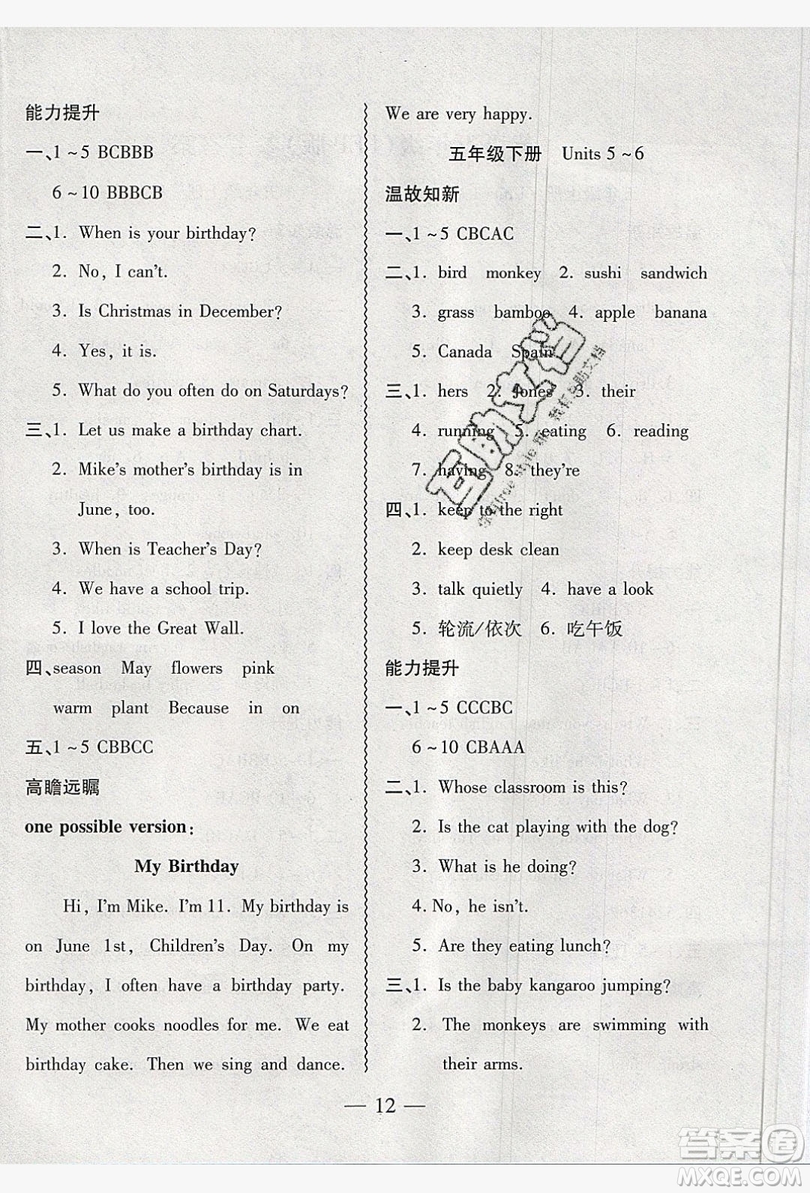 能力提升
一、1~5 BCBBB
6~10 BBBCB
二、1. When is your birthday?
2. No, I can't.
3. Is Christmas in December?
4. Yes, it is.
5. What do you often do on Saturdays?
三、1. Let us make a birthday chart.
2. Mike's mother's birthday is in
June, too.
3. When is Teacher's Day?
4. We have a school trip.
5. I love the Great Wall.
四、season May flowers pink
warm plant Because in on
五、1~5 CBBCC
高瞻远瞩
one possible version:
My Birthday
Hi, I'm Mike. I'm 11. My birthday is
on June 1st, Children's Day. On my
birthday, I often have a birthday party.
My mother cooks noodles for me. We eat
birthday cake. Then we sing and dance.
We are very happy.
五年级下册 Units 5~6
温故知新
一、1~5 CBCAC
二、1. bird monkey 2. sushi sandwich
3. grass bamboo 4. apple banana
5. Canada Spain
三、1. hers 2. Jones' 3. their
4. running 5. eating 6. reading
7. having 8. they're
四、1. keep to the right
2. keep desk clean
3. talk quietly 4. have a look
5. 轮流/依次 6. 吃午饭
能力提升
一、1~5 CCCBC
6~10 CBAAA
二、1. Whose classroom is this?
2. Is the cat playing with the dog?
3. What is he doing?
4. No, he isn't.
5. Are they eating lunch?
三、1. Is the baby kangaroo jumping?
2. The monkeys are swimming with
their arms.
— 12 —
答案圈
MXQE.COM